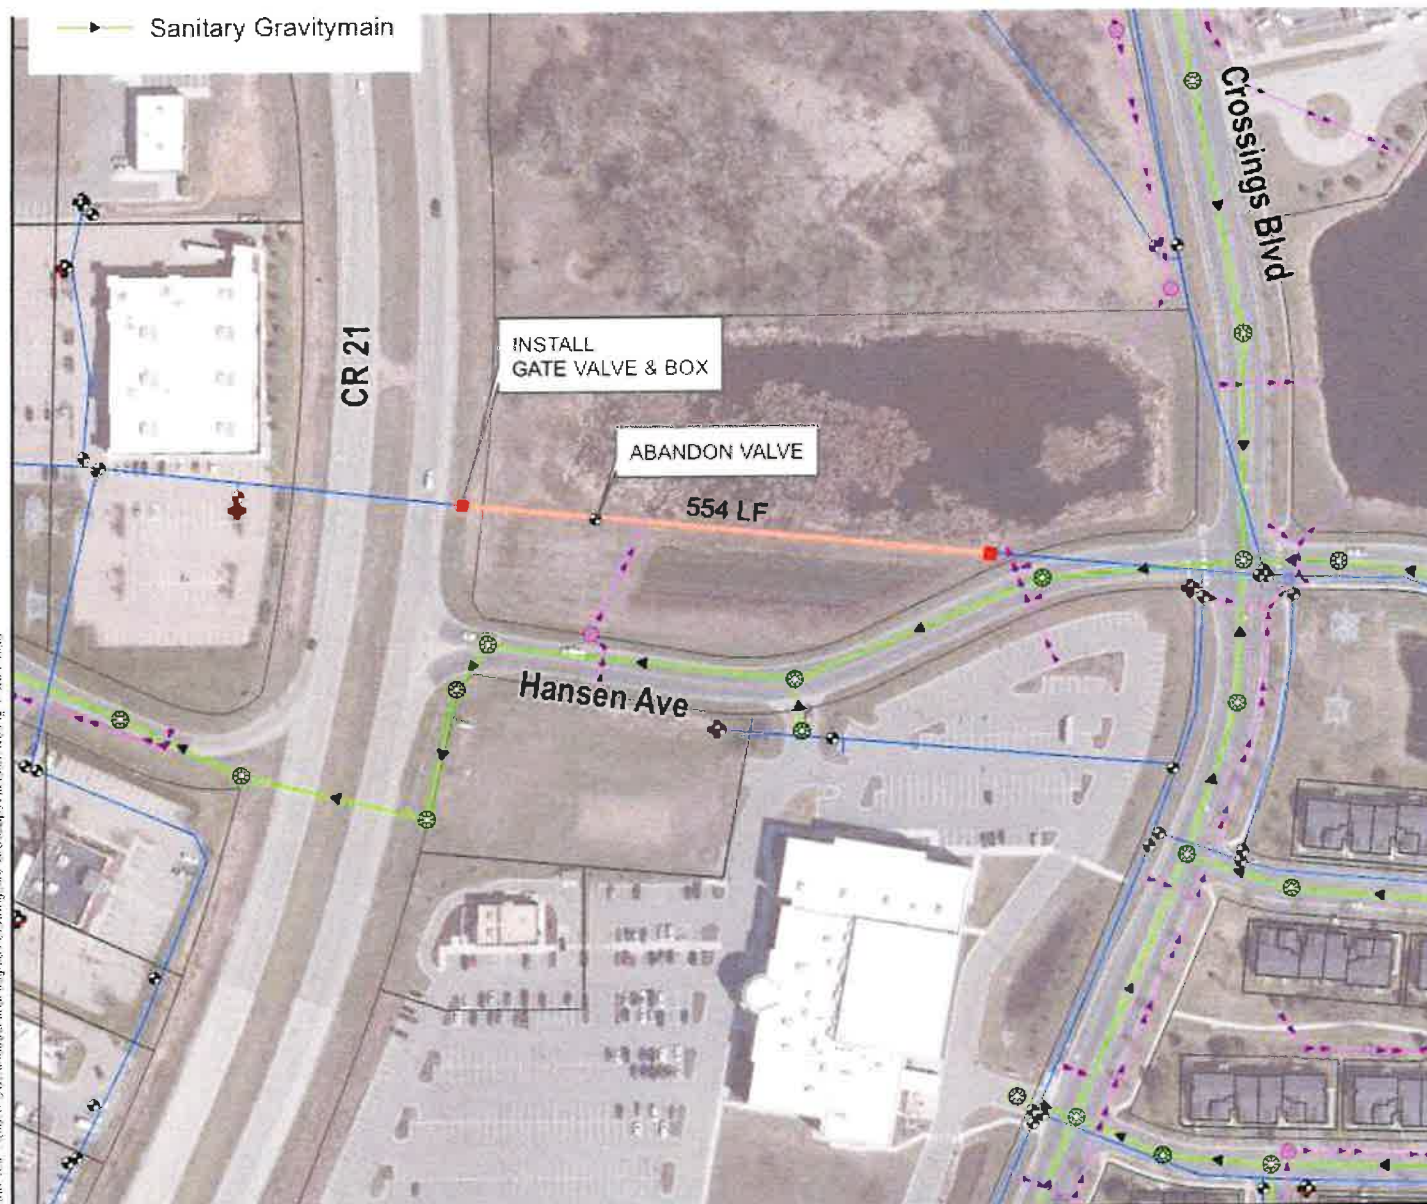 Sanitary Gravitymain
Crossings Blvd
CR 21
INSTALL
GATE VALVE & BOX
ABANDON VALVE
554 LF
Hansen Ave